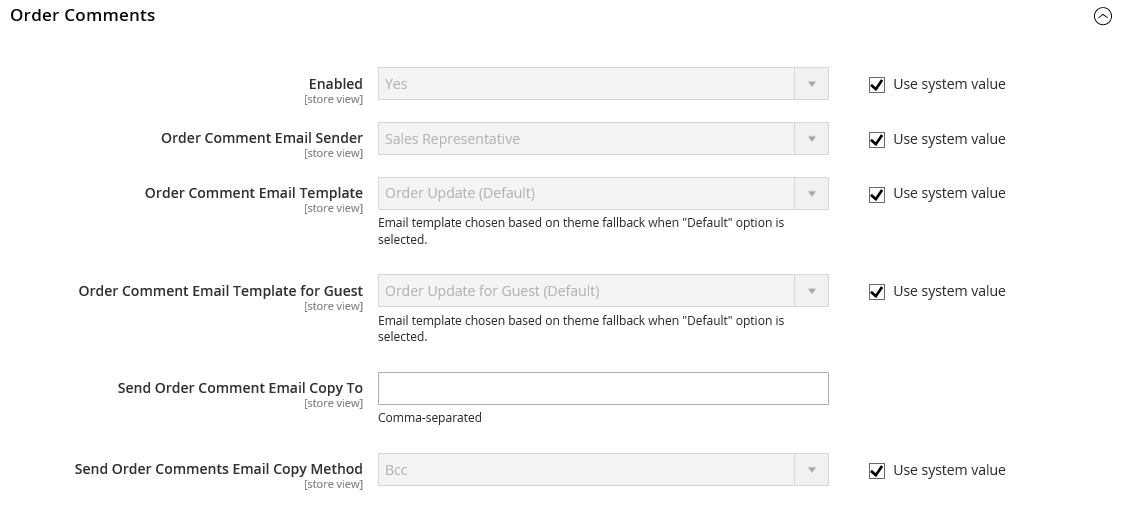 Order Comments
Enabled
[store view]
Yes
Use system value
Order Comment Email Sender
[store view]
Sales Representative
Use system value
Order Comment Email Template
[store view]
Order Update (Default)
Use system value
Email template chosen based on theme fallback when "Default" option is
selected.
Order Comment Email Template for Guest
[store view]
Order Update for Guest (Default)
Use system value
Email template chosen based on theme fallback when "Default" option is
selected.
Send Order Comment Email Copy To
[store view]
Comma-separated
Send Order Comments Email Copy Method
[store view]
Bcc
Use system value